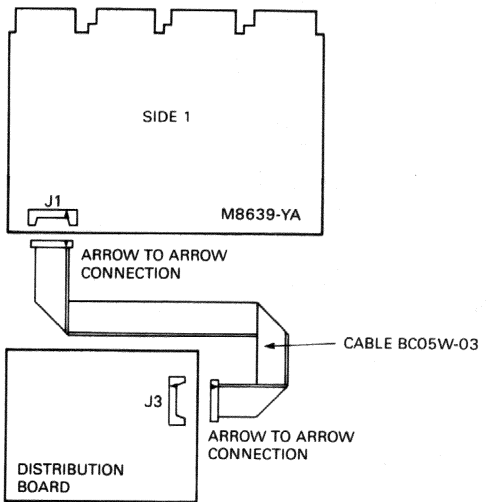 SIDE 1
J1
M8639-YA
ARROW TO ARROW
CONNECTION
CABLE BC05W-03
J3
ARROW TO ARROW
CONNECTION
DISTRIBUTION
BOARD